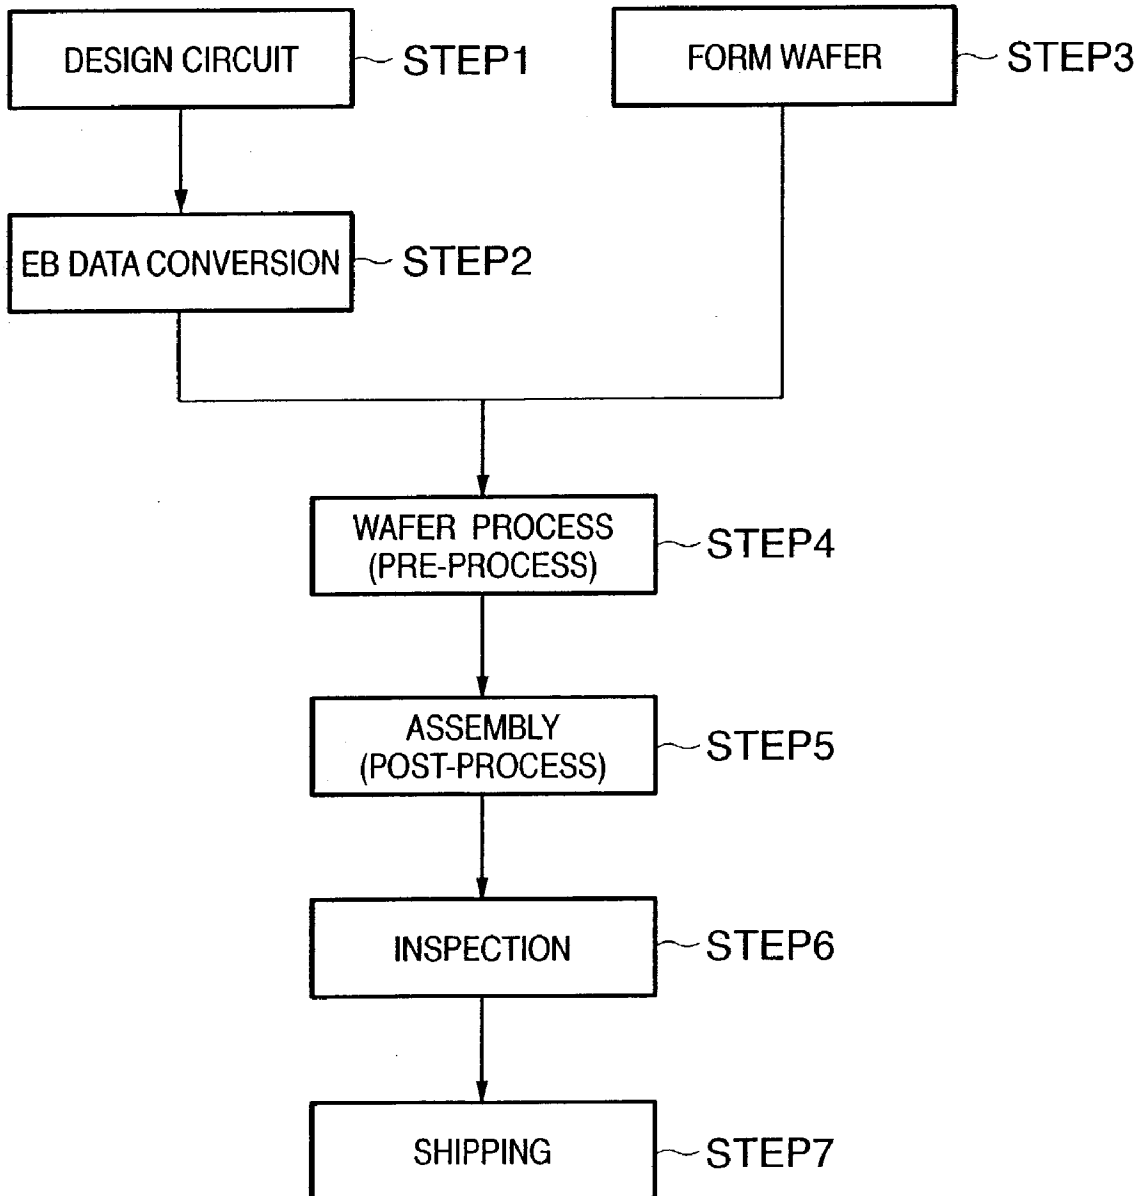 DESIGN CIRCUIT
STEP1
FORM WAFER
STEP3
EB DATA CONVERSION
STEP2
WAFER PROCESS
(PRE-PROCESS)
STEP4
ASSEMBLY
(POST-PROCESS)
STEP5
INSPECTION
STEP6
SHIPPING
STEP7